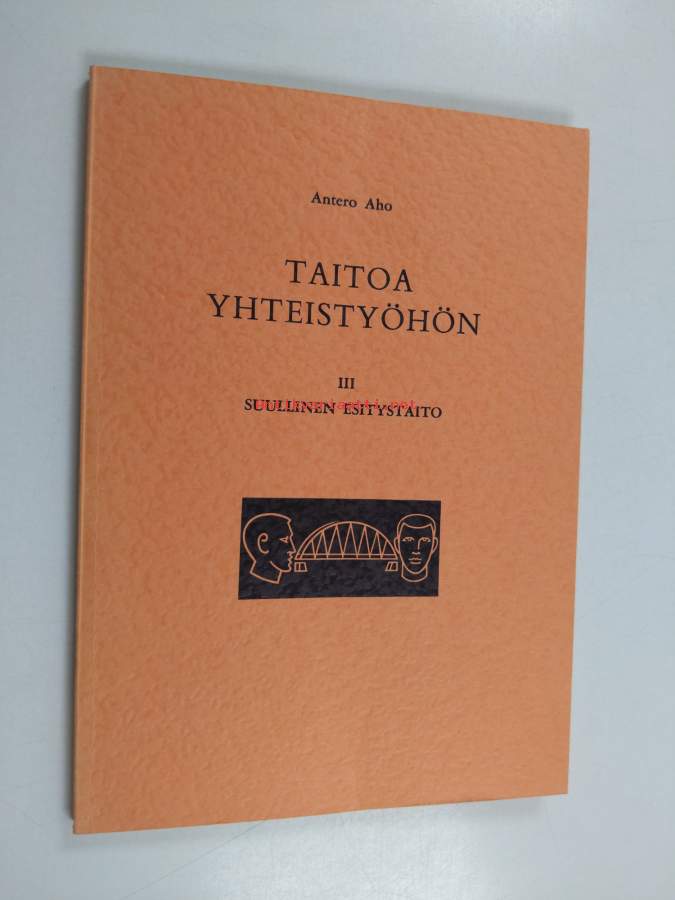 Antero Aho
TAITOA
YHTEISTYÖHÖN
III
SUULLINEN ESITYSTAITO